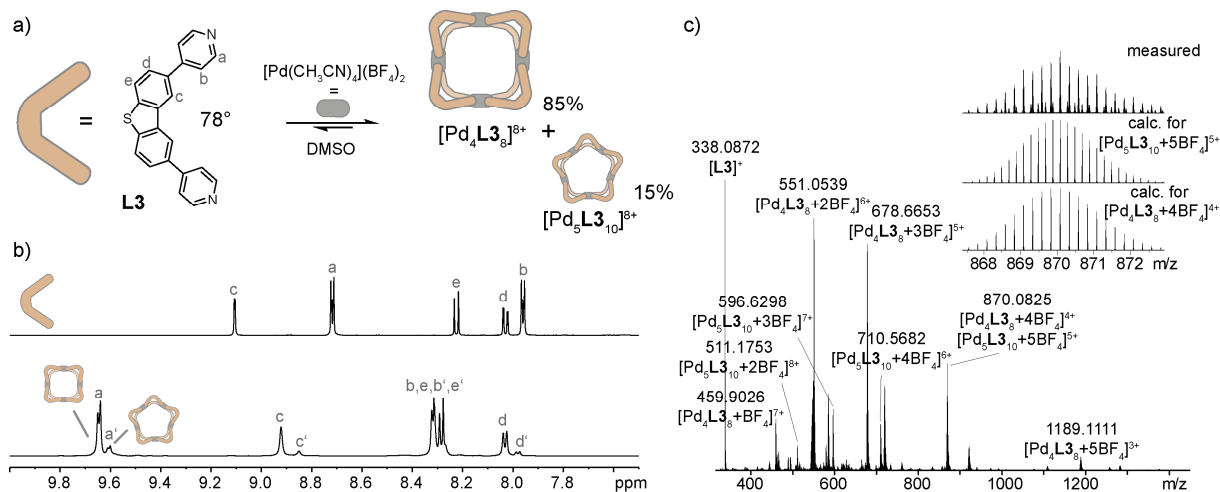 a)
N
a
b
d
e
c
S
78°
=
L3
N
[Pd(CH3CN)4](BF4)2
=
DMSO
85%
[Pd4L38]8+
+
15%
[Pd5L310]8+
b)
c
a
e
d
b
a
a‘
c
c‘
b,e,b‘,e‘
d
d‘
9.8
9.6
9.4
9.2
9.0
8.8
8.6
8.4
8.2
8.0
7.8
ppm
c)
measured
calc. for
[Pd5L310+5BF4]5+
calc. for
[Pd4L38+4BF4]4+
868
869
870
871
872
m/z
338.0872
[L3]+
551.0539
[Pd4L38+2BF4]6+
678.6653
[Pd4L38+3BF4]5+
596.6298
[Pd5L310+3BF4]7+
511.1753
[Pd5L310+2BF4]8+
459.9026
[Pd4L38+BF4]7+
710.5682
[Pd5L310+4BF4]6+
870.0825
[Pd4L38+4BF4]4+
[Pd5L310+5BF4]5+
1189.1111
[Pd4L38+5BF4]3+
400
600
800
1000
1200
m/z